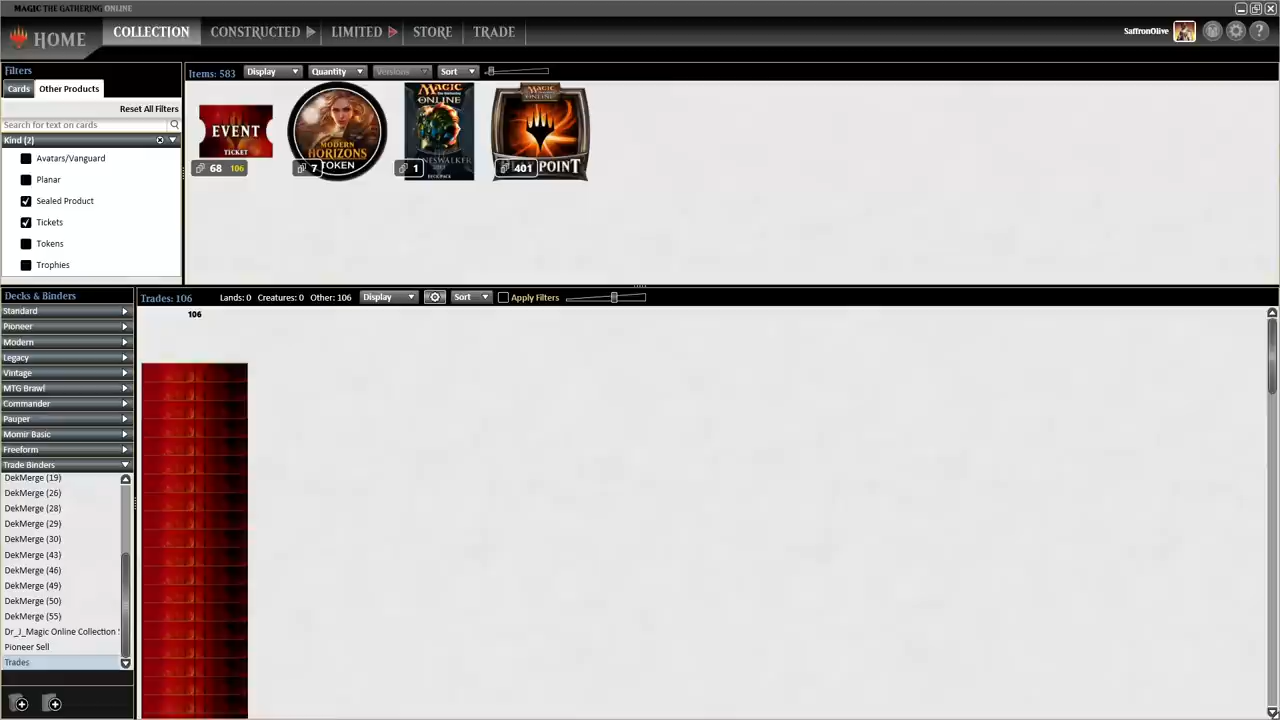 MAGIC: THE GATHERING ONLINE
HOME
COLLECTION
CONSTRUCTED
LIMITED
STORE
TRADE
SaffronOlive
?
Filters
Cards
Other Products
Reset All Filters
Search for text on cards
Kind (2)
Avatars/Vanguard
Planar
Sealed Product
Tickets
Tokens
Trophies
Items: 583
Display
Quantity
Versions
Sort
EVENT
TICKET
68 106
MODERN
HORIZONS
TOKEN
7
MAGIC
ONLINE
1
MAGIC
ONLINE
POINT
401
Decks & Binders
Standard
Pioneer
Modern
Legacy
Vintage
MTG Brawl
Commander
Pauper
Momir Basic
Freeform
Trade Binders
DekMerge (19)
DekMerge (26)
DekMerge (28)
DekMerge (29)
DekMerge (30)
DekMerge (43)
DekMerge (46)
DekMerge (49)
DekMerge (50)
DekMerge (55)
Dr_J_Magic Online Collection
Pioneer Sell
Trades
Trades: 106
Lands: 0 Creatures: 0 Other: 106
Display
Sort
Apply Filters
106